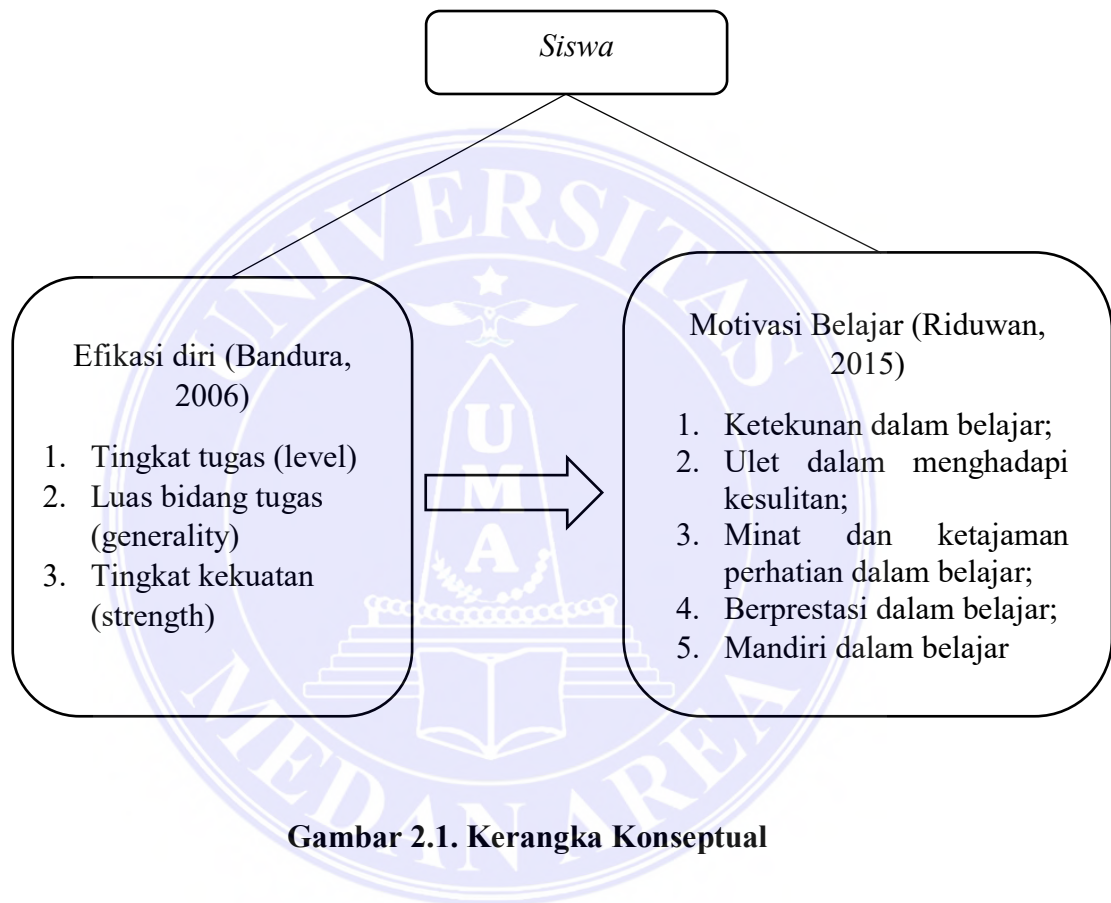 Siswa
Efikasi diri (Bandura,
2006)
1. Tingkat tugas (level)
2. Luas bidang tugas
(generality)
3. Tingkat kekuatan
(strength)
Motivasi Belajar (Riduwan,
2015)
1. Ketekunan dalam belajar;
2. Ulet dalam menghadapi
kesulitan;
3. Minat dan ketajaman
perhatian dalam belajar;
4. Berprestasi dalam belajar;
5. Mandiri dalam belajar
UNIVERSITAS
U
M
A
MEDAN AREA
Gambar 2.1. Kerangka Konseptual